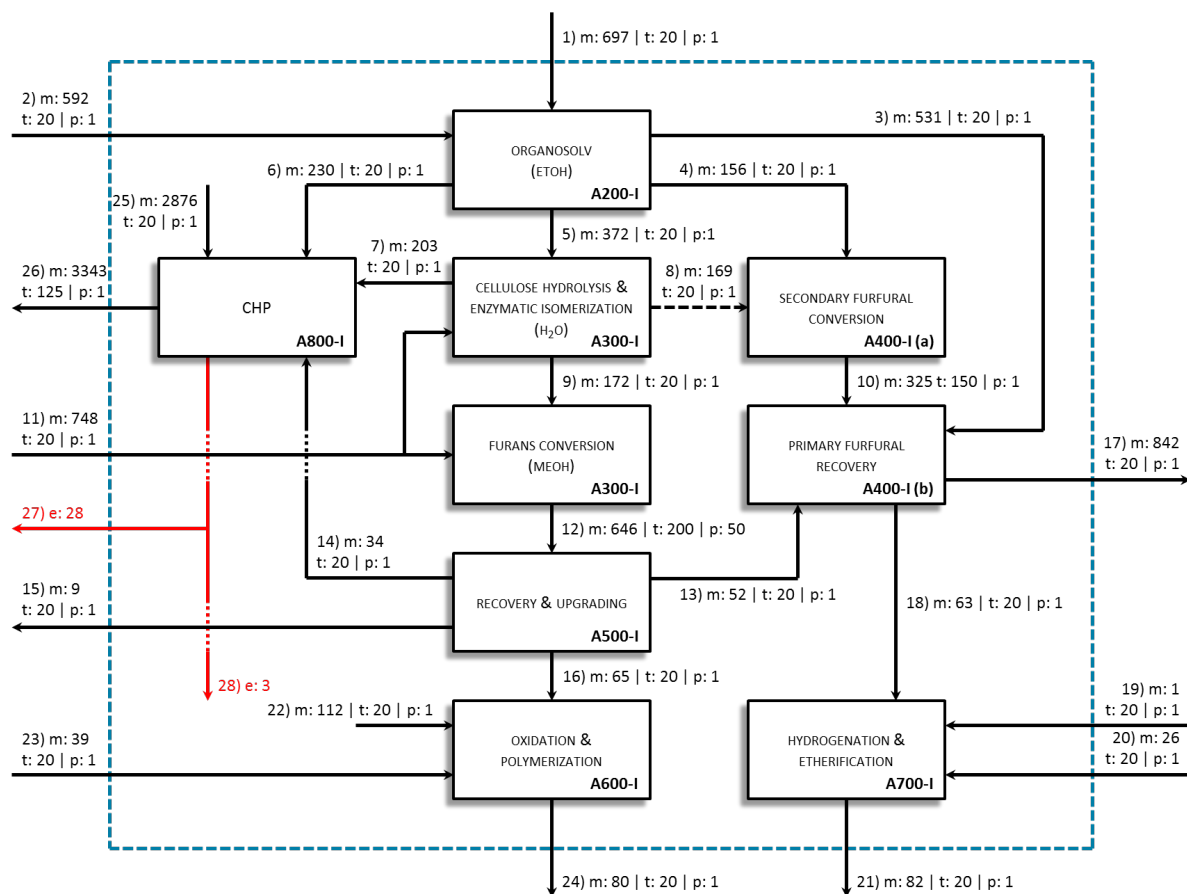 1) m: 697 | t: 20 | p: 1
2) m: 592
t: 20 | p: 1
3) m: 531 | t: 20 | p: 1
ORGANOSOLV
(ETOH)
A200-I
6) m: 230 | t: 20 | p: 1
4) m: 156 | t: 20 | p: 1
25) m: 2876
t: 20 | p: 1
5) m: 372 | t: 20 | p:1
7) m: 203
t: 20 | p: 1
26) m: 3343
t: 125 | p: 1
CHP
A800-I
CELLULOSE HYDROLYSIS &
ENZYMATIC ISOMERIZATION
(H₂O)
A300-I
8) m: 169
t: 20 | p: 1
SECONDARY FURFURAL
CONVERSION
A400-I (a)
9) m: 172 | t: 20 | p: 1
10) m: 325 t: 150 | p: 1
11) m: 748
t: 20 | p: 1
FURANS CONVERSION
(MEOH)
A300-I
PRIMARY FURFURAL
RECOVERY
A400-I (b)
17) m: 842
t: 20 | p: 1
27) e: 28
12) m: 646 | t: 200 | p: 50
14) m: 34
t: 20 | p: 1
15) m: 9
t: 20 | p: 1
RECOVERY & UPGRADING
A500-I
13) m: 52 | t: 20 | p: 1
18) m: 63 | t: 20 | p: 1
28) e: 3
16) m: 65 | t: 20 | p: 1
22) m: 112 | t: 20 | p: 1
19) m: 1
t: 20 | p: 1
23) m: 39
t: 20 | p: 1
OXIDATION &
POLYMERIZATION
A600-I
HYDROGENATION &
ETHERIFICATION
A700-I
20) m: 26
t: 20 | p: 1
24) m: 80 | t: 20 | p: 1
21) m: 82 | t: 20 | p: 1